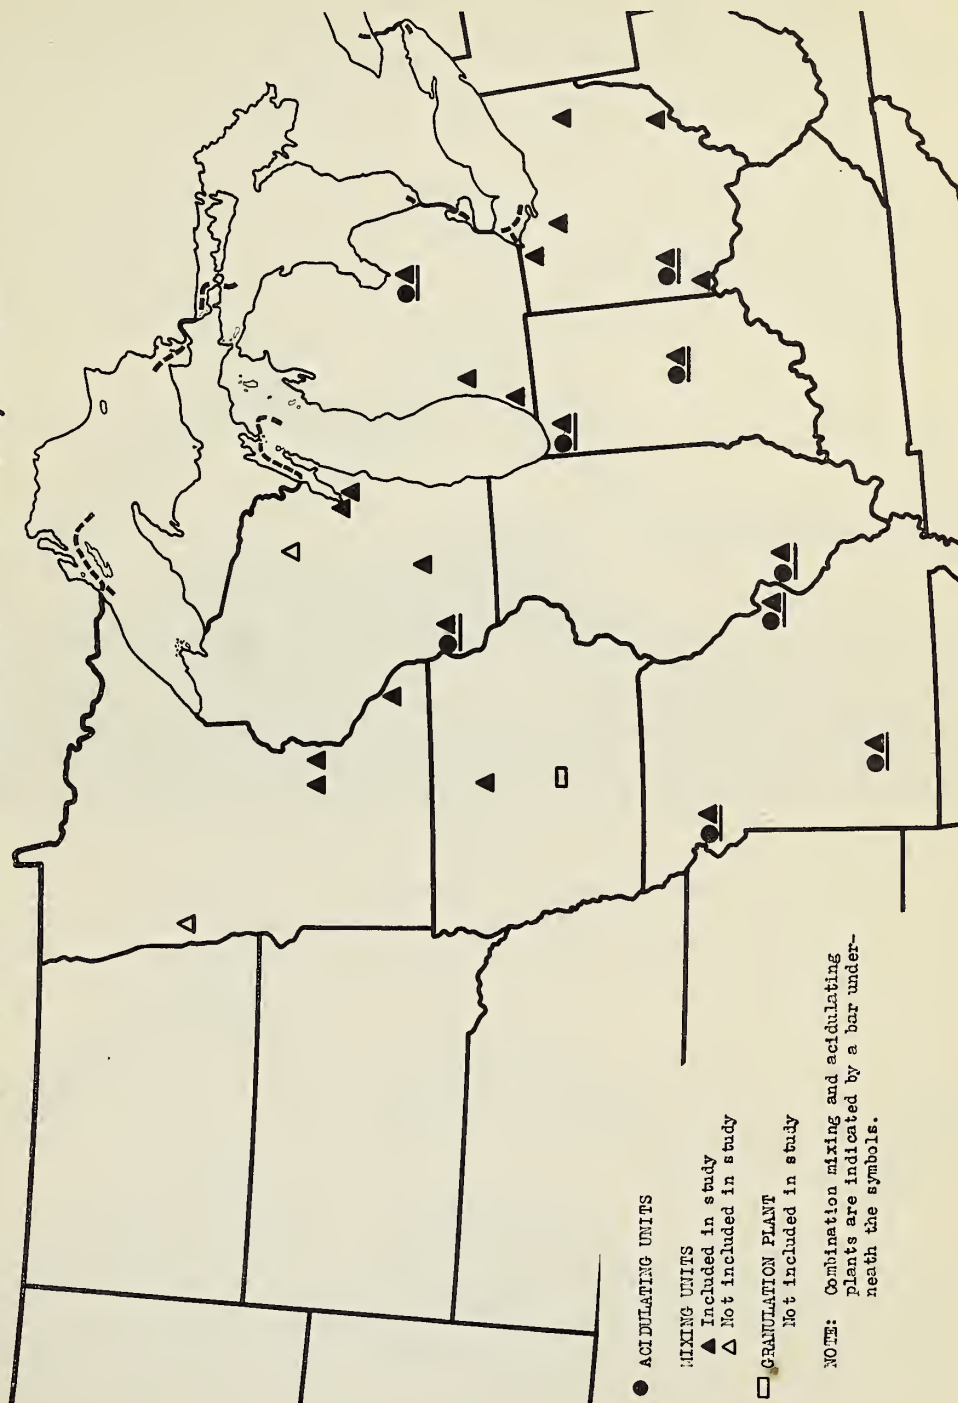 ACIDULATING UNITS
MIXING UNITS
Included in study
Not included in study
GRANULATION PLANT
Not included in study
NOTE: Combination mixing and acidulating
plants are indicated by a bar under-
neath the symbols.